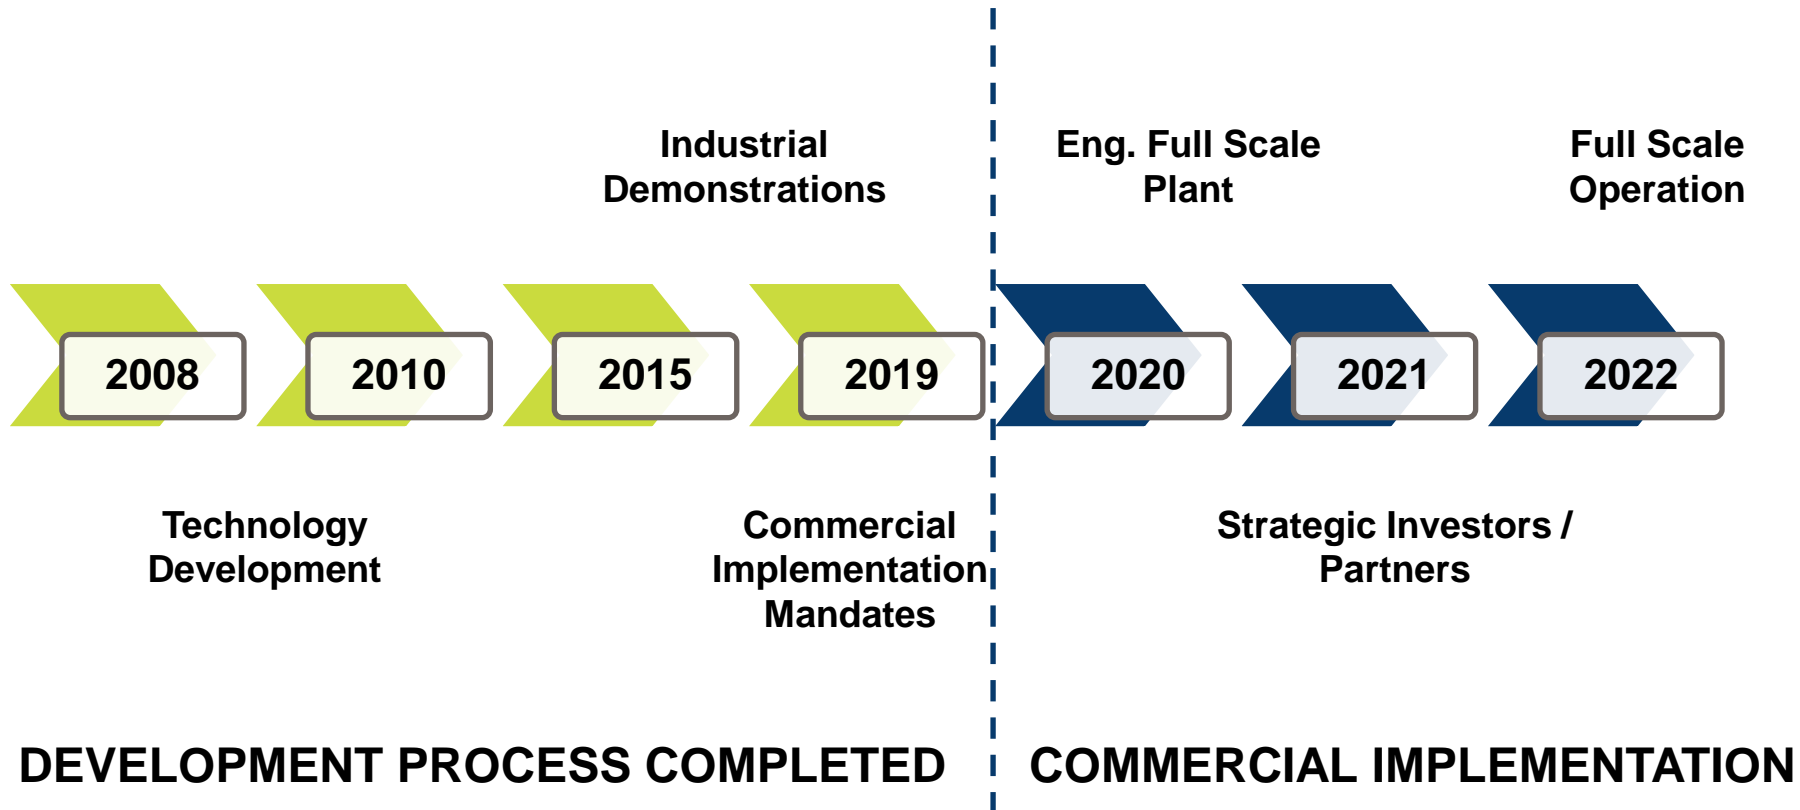 Industrial
Demonstrations
Eng. Full Scale
Plant
Full Scale
Operation
2008
2010
2015
2019
2020
2021
2022
Technology
Development
Commercial
Implementation
Mandates
Strategic Investors /
Partners
DEVELOPMENT PROCESS COMPLETED
COMMERCIAL IMPLEMENTATION